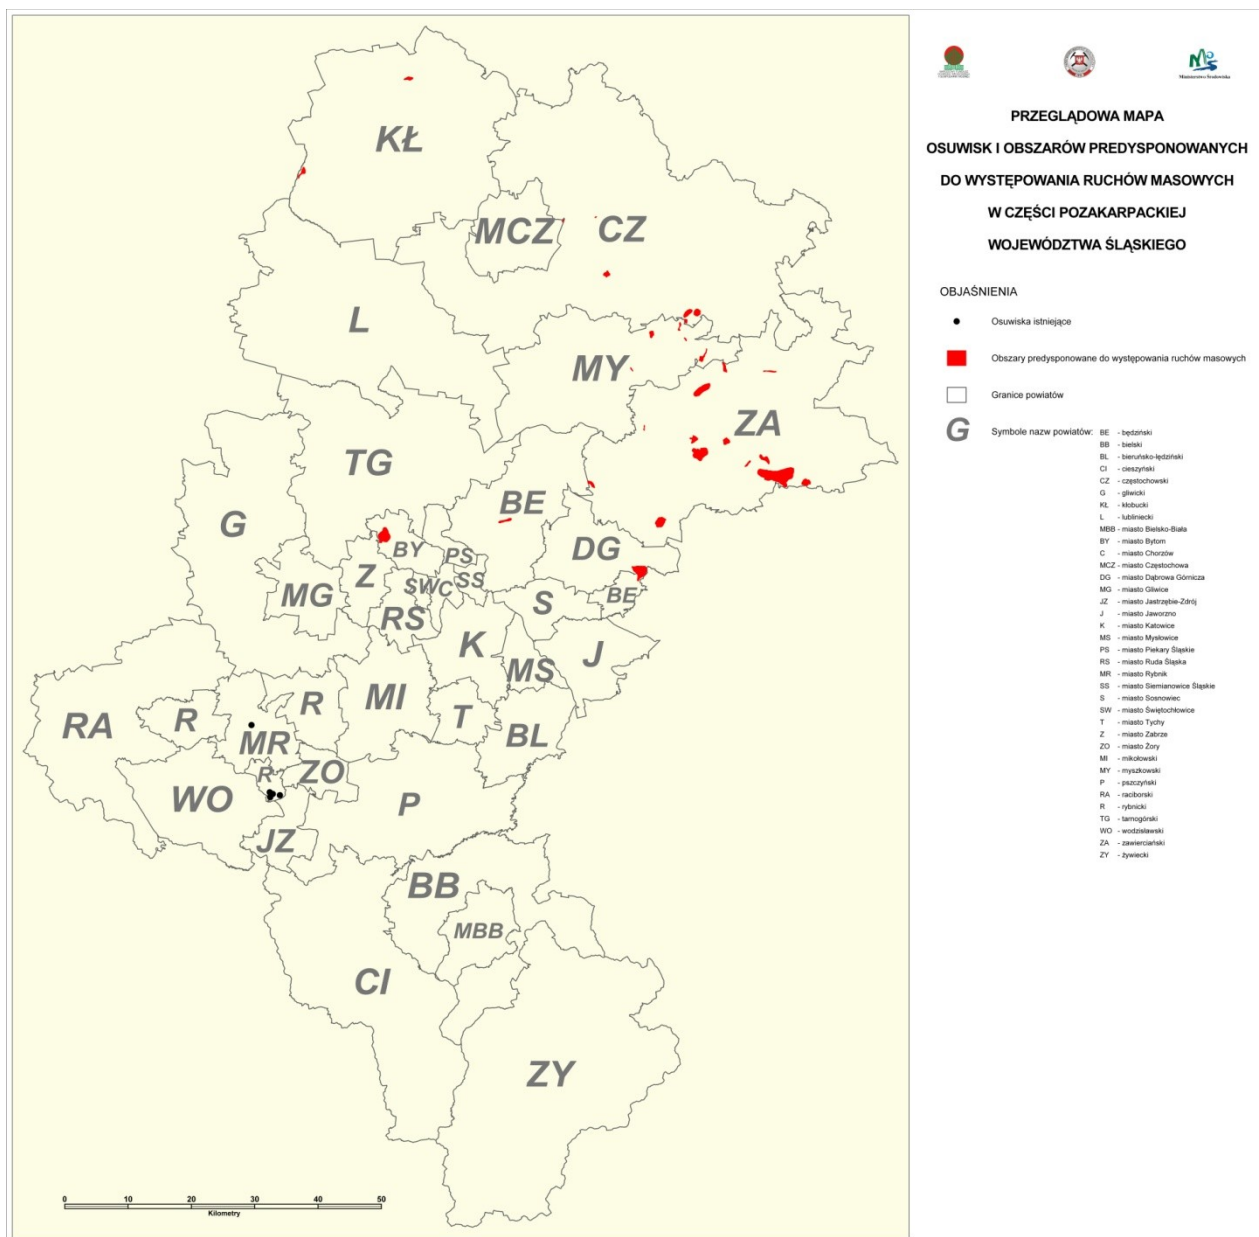 Ministerstwo Środowiska
PRZEGLĄDOWA MAPA
OSUWISK I OBSZARÓW PREDYSPONOWANYCH
DO WYSTĘPOWANIA RUCHÓW MASOWYCH
W CZĘŚCI POZAKARPACKIEJ
WOJEWÓDZTWA ŚLĄSKIEGO
OBJAŚNIENIA
Osuwiska istniejące
Obszary predysponowane do występowania ruchów masowych
Granice powiatów
G Symbole nazw powiatów:
BE - będziński
BB - bielski
BL - bieruńsko-lędziński
CI - cieszyński
CZ - częstochowski
G - gliwicki
KŁ - kłobucki
L - lubliniecki
MBB - miasto Bielsko-Biała
BY - miasto Bytom
C - miasto Chorzów
MCZ - miasto Częstochowa
DG - miasto Dąbrowa Górnicza
MG - miasto Gliwice
JZ - miasto Jastrzębie-Zdrój
J - miasto Jaworzno
K - miasto Katowice
MS - miasto Mysłowice
PS - miasto Piekary Śląskie
RS - miasto Ruda Śląska
MR - miasto Rybnik
SS - miasto Siemianowice Śląskie
S - miasto Sosnowiec
SW - miasto Świętochłowice
T - miasto Tychy
Z - miasto Zabrze
ZO - miasto Żory
MI - mikołowski
MY - myszkowski
P - pszczyński
RA - raciborski
R - rybnicki
TG - tarnogórski
WO - wodzisławski
ZA - zawierciański
ZY - żywiecki
KŁ
MCZ
CZ
L
MY
ZA
TG
BE
G
DG
BY
PS
Z
SW
C
SS
MG
BE
S
RS
K
J
MS
R
MI
RA
R
T
MR
BL
R
ZO
WO
P
JZ
BB
MBB
CI
ZY
0 10 20 30 40 50
Kilometry